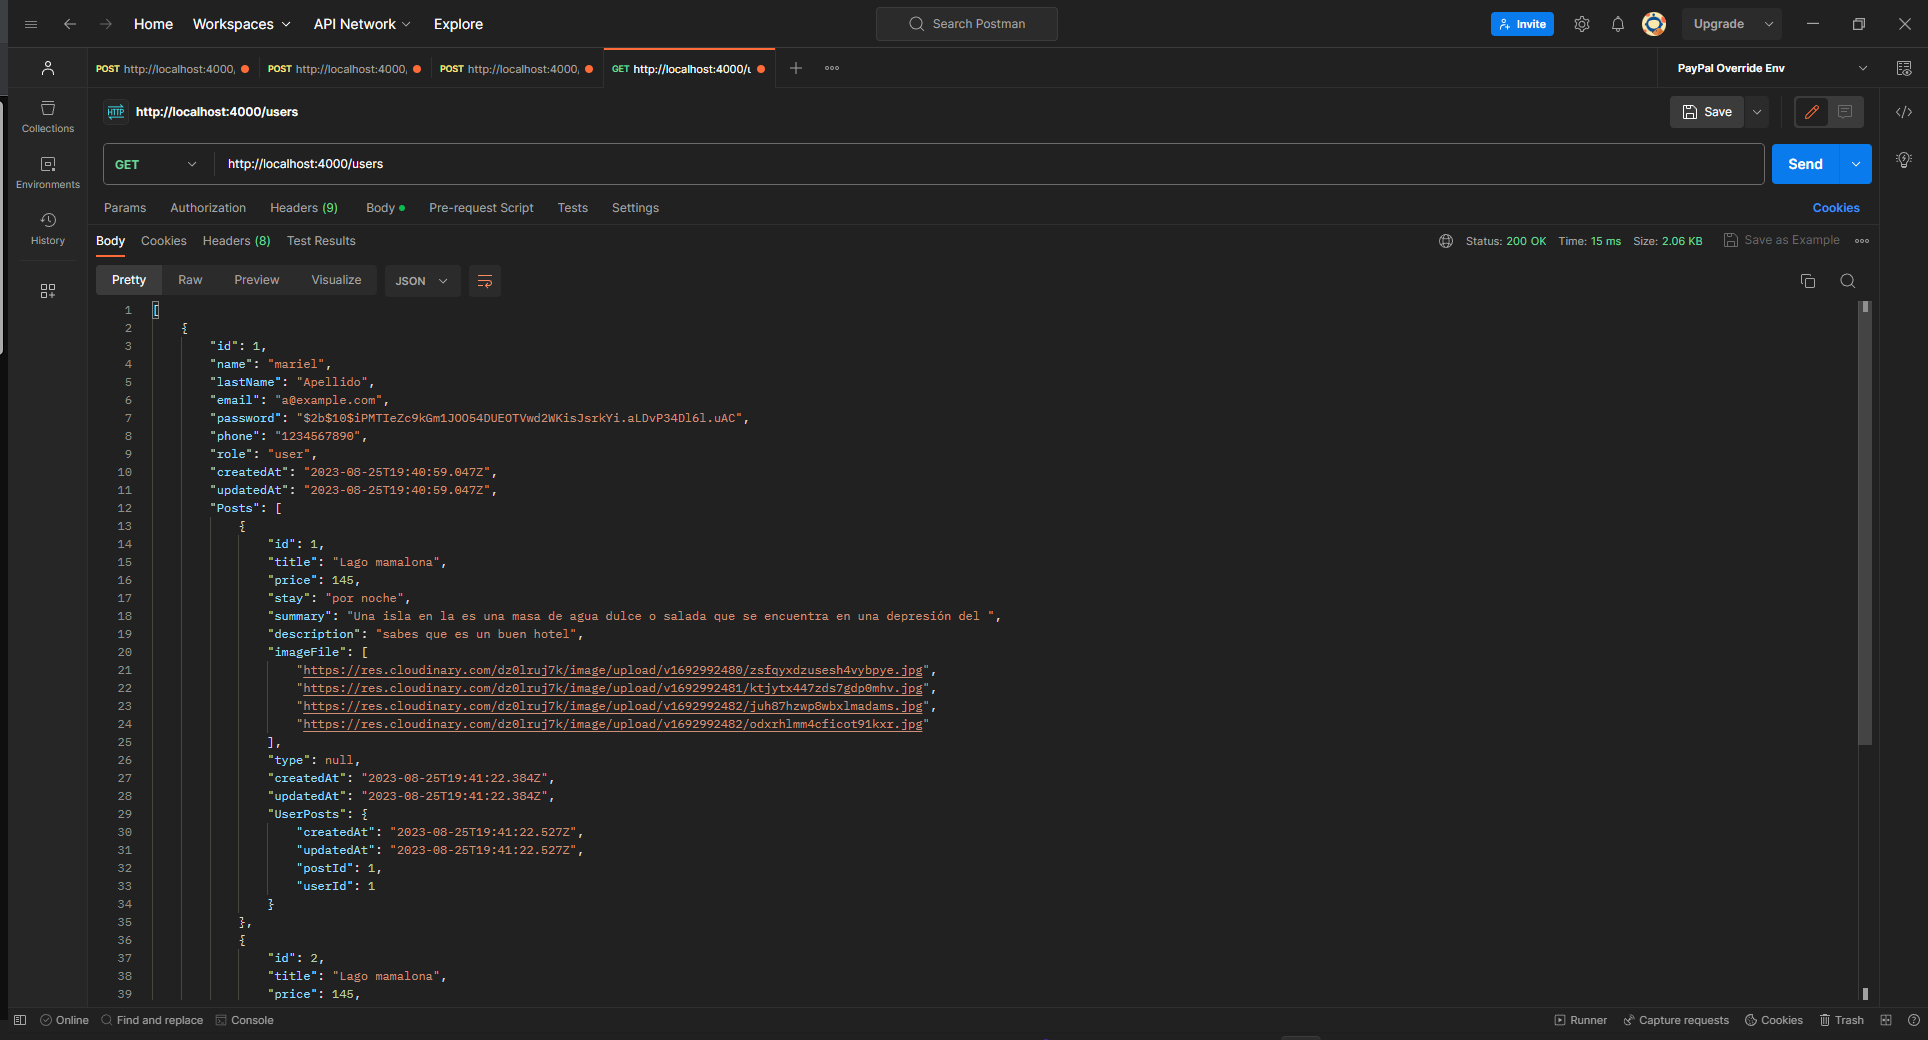 Home Workspaces API Network Explore Search Postman Invite Upgrade
POST http://localhost:4000, POST http://localhost:4000, POST http://localhost:4000, GET http://localhost:4000/u PayPal Override Env
HTTP http://localhost:4000/users Save
Collections
Environments
History
GET http://localhost:4000/users Send
Params Authorization Headers (9) Body Pre-request Script Tests Settings Cookies
Body Cookies Headers (8) Test Results Status: 200 OK Time: 15 ms Size: 2.06 KB Save as Example
Pretty Raw Preview Visualize JSON
1 [
2 {
3 "id": 1,
4 "name": "mariel",
5 "lastName": "Apellido",
6 "email": "a@example.com",
7 "password": "$2b$10$iPMTIeZc9kGm1JOO54DUEOTVwd2WKisJsrkYi.aLDvP34Dl6l.uAC",
8 "phone": "1234567890",
9 "role": "user",
10 "createdAt": "2023-08-25T19:40:59.047Z",
11 "updatedAt": "2023-08-25T19:40:59.047Z",
12 "Posts": [
13 {
14 "id": 1,
15 "title": "Lago mamalona",
16 "price": 145,
17 "stay": "por noche",
18 "summary": "Una isla en la es una masa de agua dulce o salada que se encuentra en una depresión del ",
19 "description": "sabes que es un buen hotel",
20 "imageFile": [
21 "https://res.cloudinary.com/dz0lruj7k/image/upload/v1692992480/zsfqyxdzusesh4vybpye.jpg",
22 "https://res.cloudinary.com/dz0lruj7k/image/upload/v1692992481/ktjytx447zds7gdp0mhv.jpg",
23 "https://res.cloudinary.com/dz0lruj7k/image/upload/v1692992482/juh87hzwp8wbxlmadams.jpg",
24 "https://res.cloudinary.com/dz0lruj7k/image/upload/v1692992482/odxrhlmm4cficot91kxr.jpg"
25 ],
26 "type": null,
27 "createdAt": "2023-08-25T19:41:22.384Z",
28 "updatedAt": "2023-08-25T19:41:22.384Z",
29 "UserPosts": {
30 "createdAt": "2023-08-25T19:41:22.527Z",
31 "updatedAt": "2023-08-25T19:41:22.527Z",
32 "postId": 1,
33 "userId": 1
34 }
35 },
36 {
37 "id": 2,
38 "title": "Lago mamalona",
39 "price": 145,
Online Find and replace Console Runner Capture requests Cookies Trash